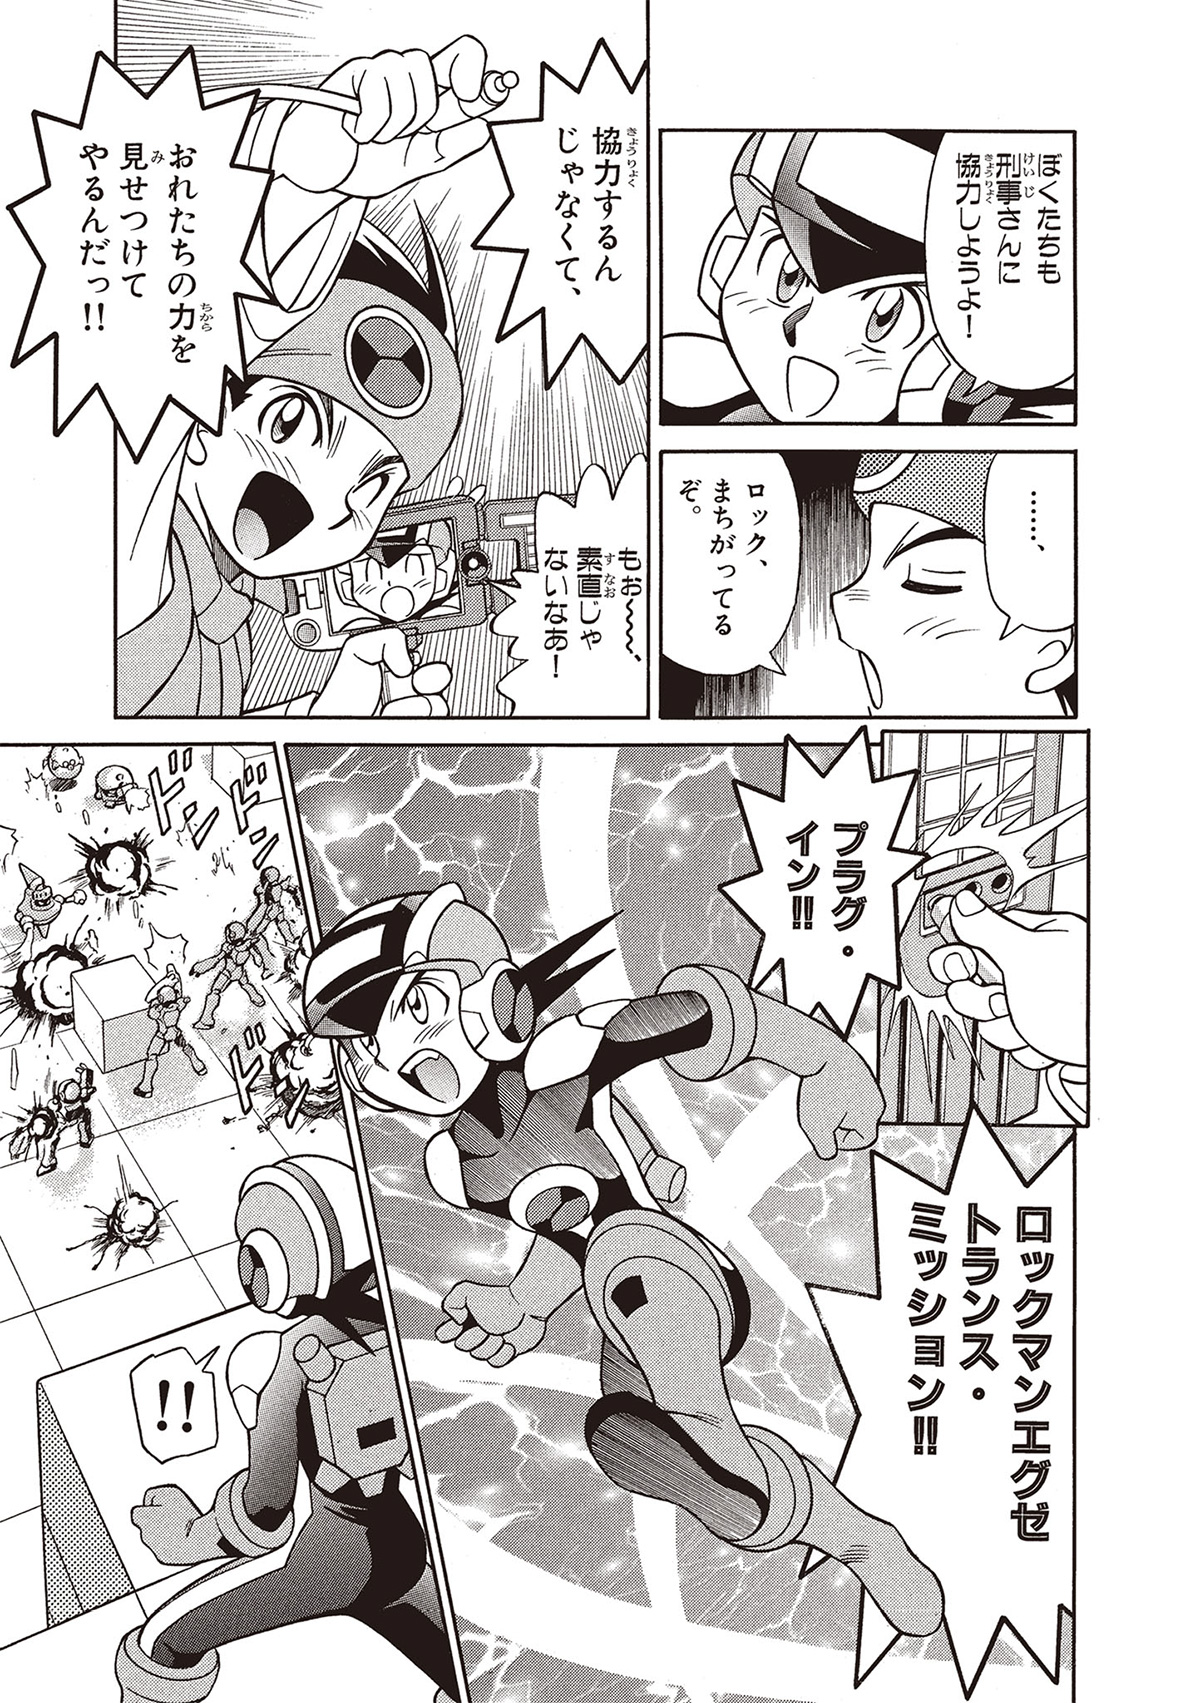 ぼくたちも
刑事さんに
協力しようよ!
……、
ロック、
まちがってる
ぞ。
協力するん
じゃなくて、
おれたちの力を
見せつけて
やるんだっ!!
もぉ〜〜、
素直じゃ
ないなあ!
プラグ・
イン!!
ロックマンエグゼ
トランス・
ミッション!!
ドドンドドン
ドドン
!!